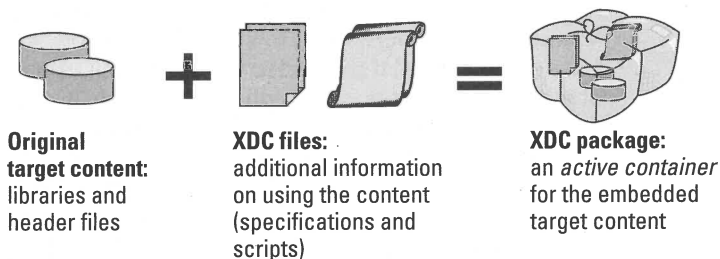 Original
target content:
libraries and
header files
XDC files:
additional information
on using the content
(specifications and
scripts)
XDC package:
an active container
for the embedded
target content